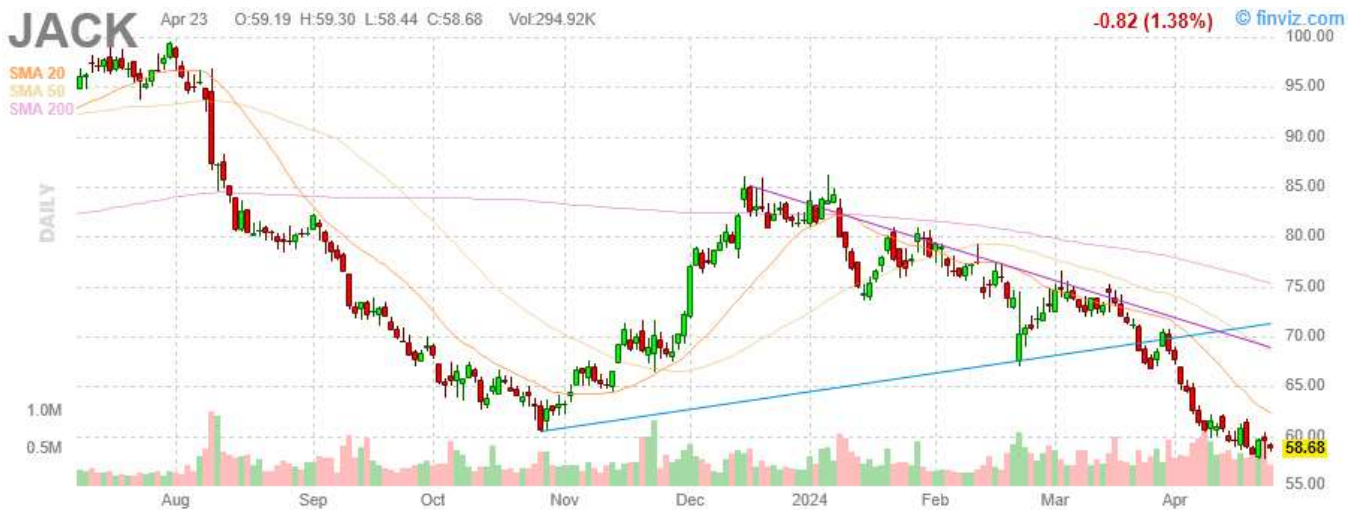 JACK Apr 23 O:59.19 H:59.30 L:58.44 C:58.68 Vol:294.92K -0.82 (1.38%) © finviz.com
SMA 20
SMA 50
SMA 200
DAILY
100.00
95.00
90.00
85.00
80.00
75.00
70.00
65.00
60.00
58.68
55.00
1.0M
0.5M
Aug Sep Oct Nov Dec 2024 Feb Mar Apr